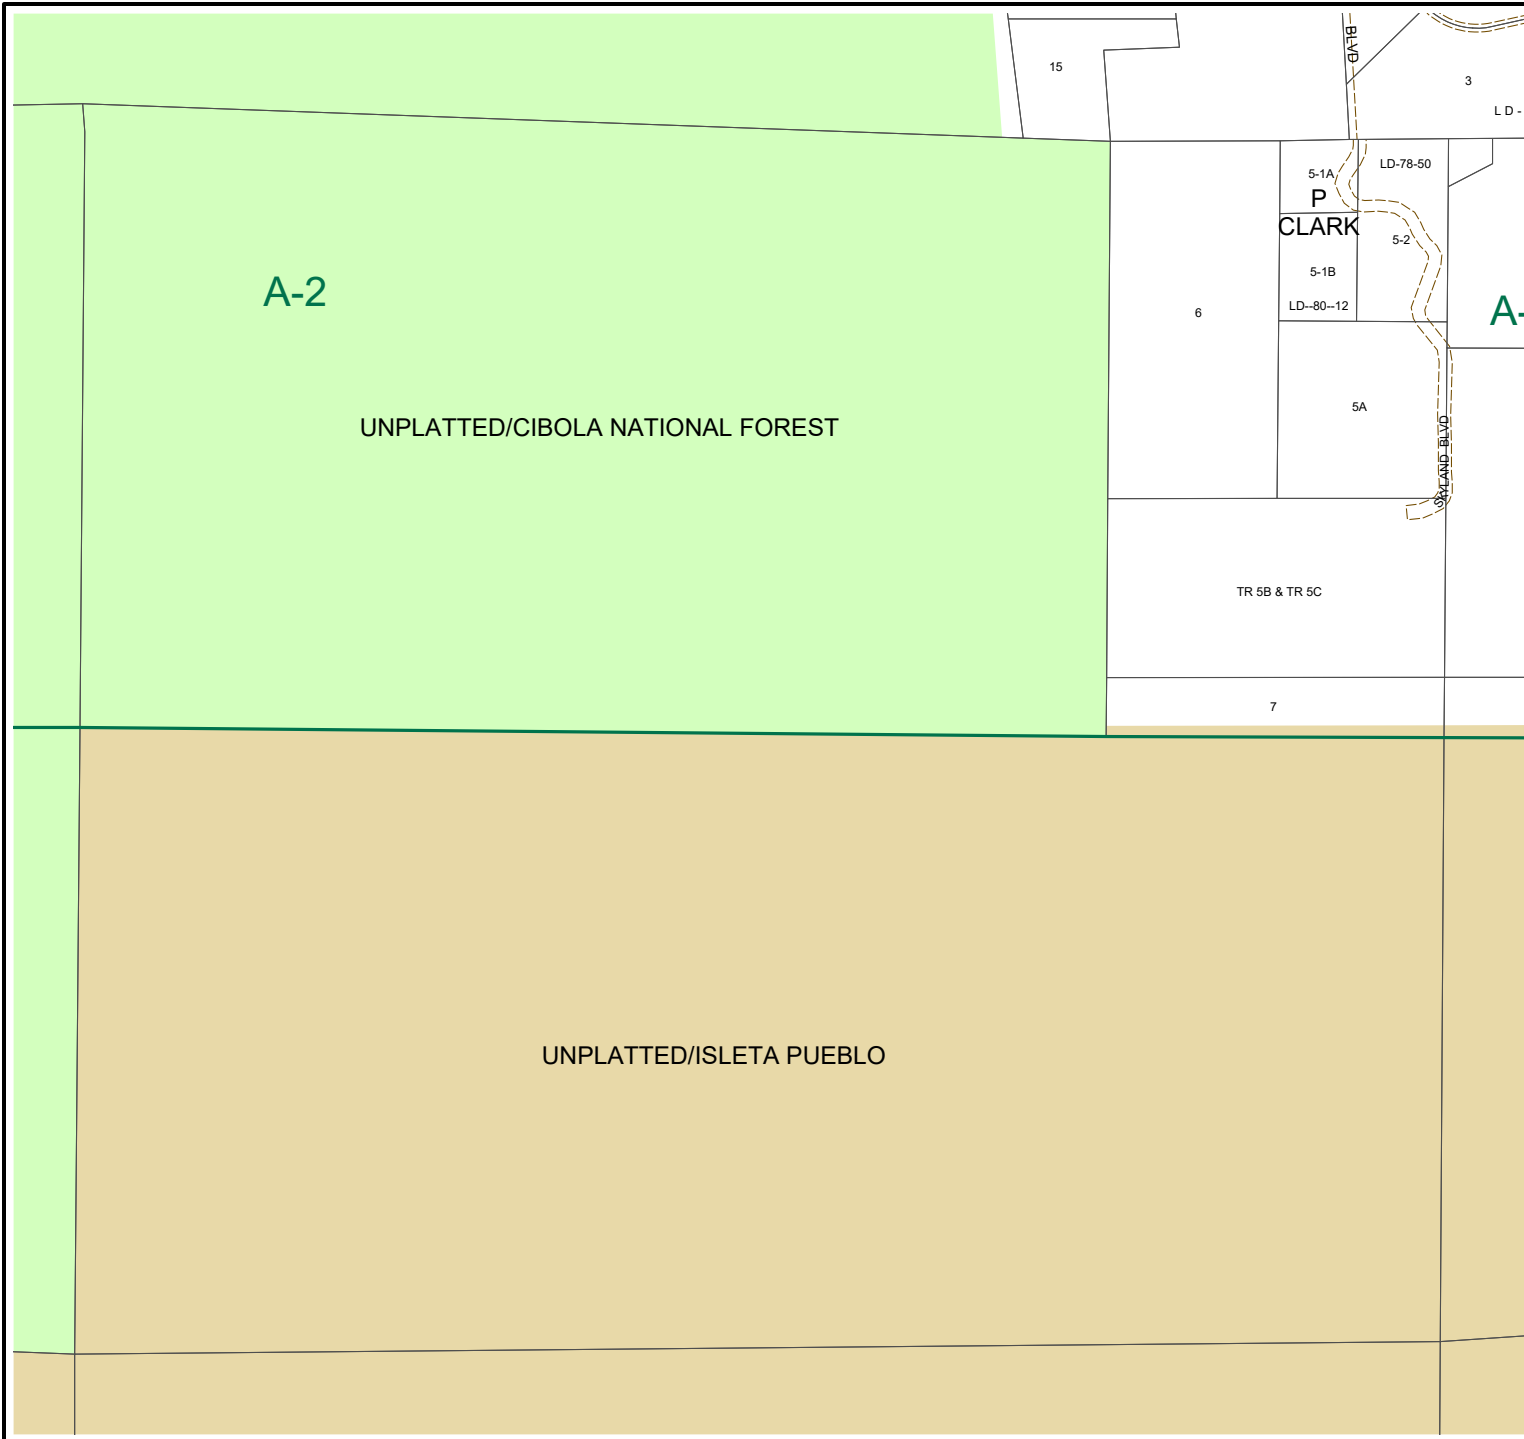 BLVD
15
3
L D -
5-1A
LD-78-50
P
CLARK
5-2
5-1B
A-2
LD--80--12
A-
6
5A
UNPLATTED/CIBOLA NATIONAL FOREST
SKYLAND BLVD
TR 5B & TR 5C
7
UNPLATTED/ISLETA PUEBLO